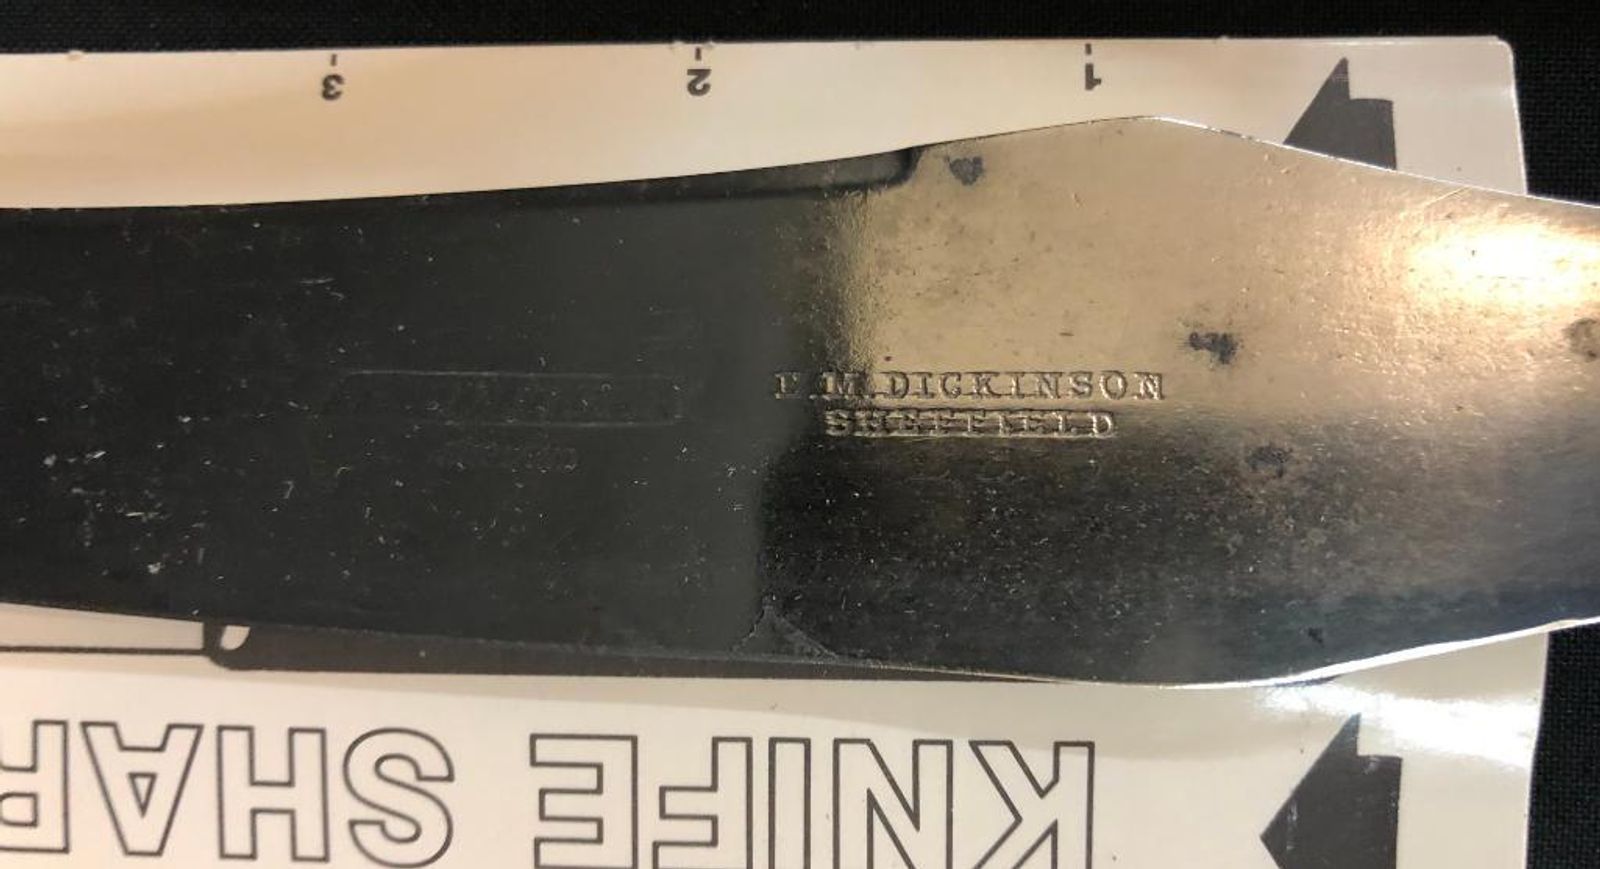 3 2 1
E.M.DICKINSON
SHEFFIELD
KNIFE SHAR